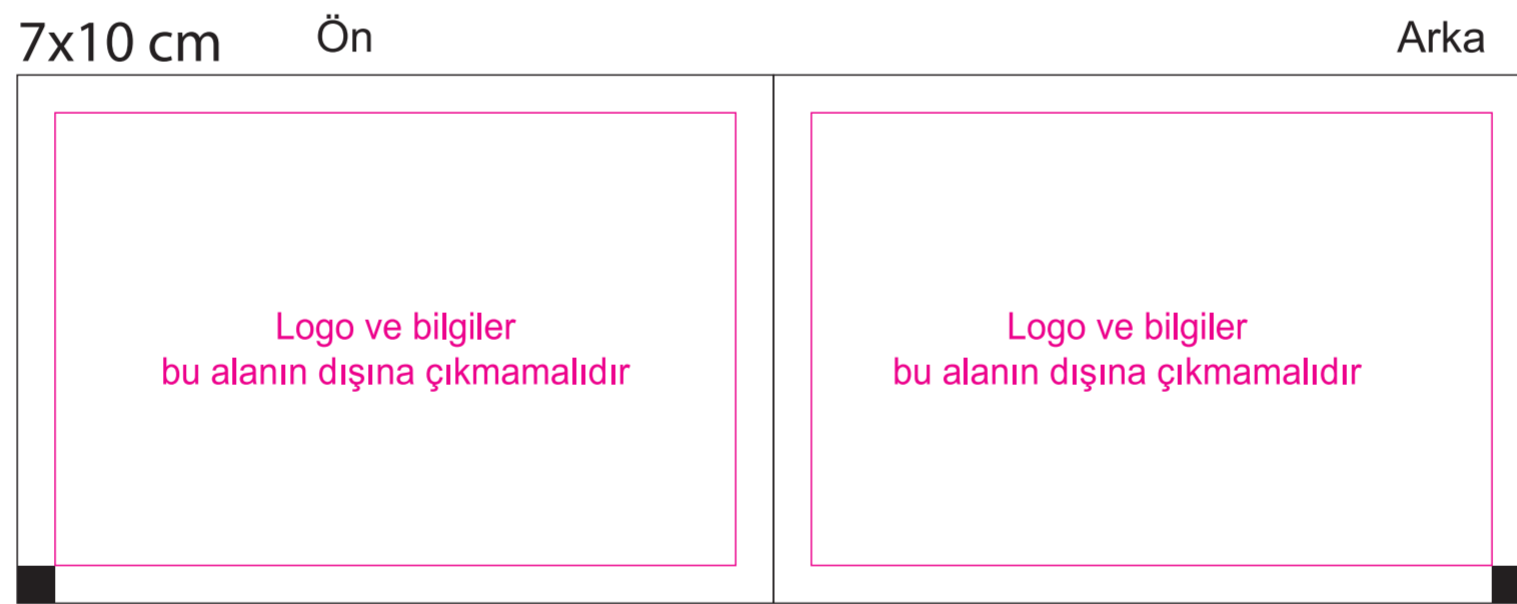 7x10 cm Ön Arka
Logo ve bilgiler
bu alanın dışına çıkmamalıdır
Logo ve bilgiler
bu alanın dışına çıkmamalıdır